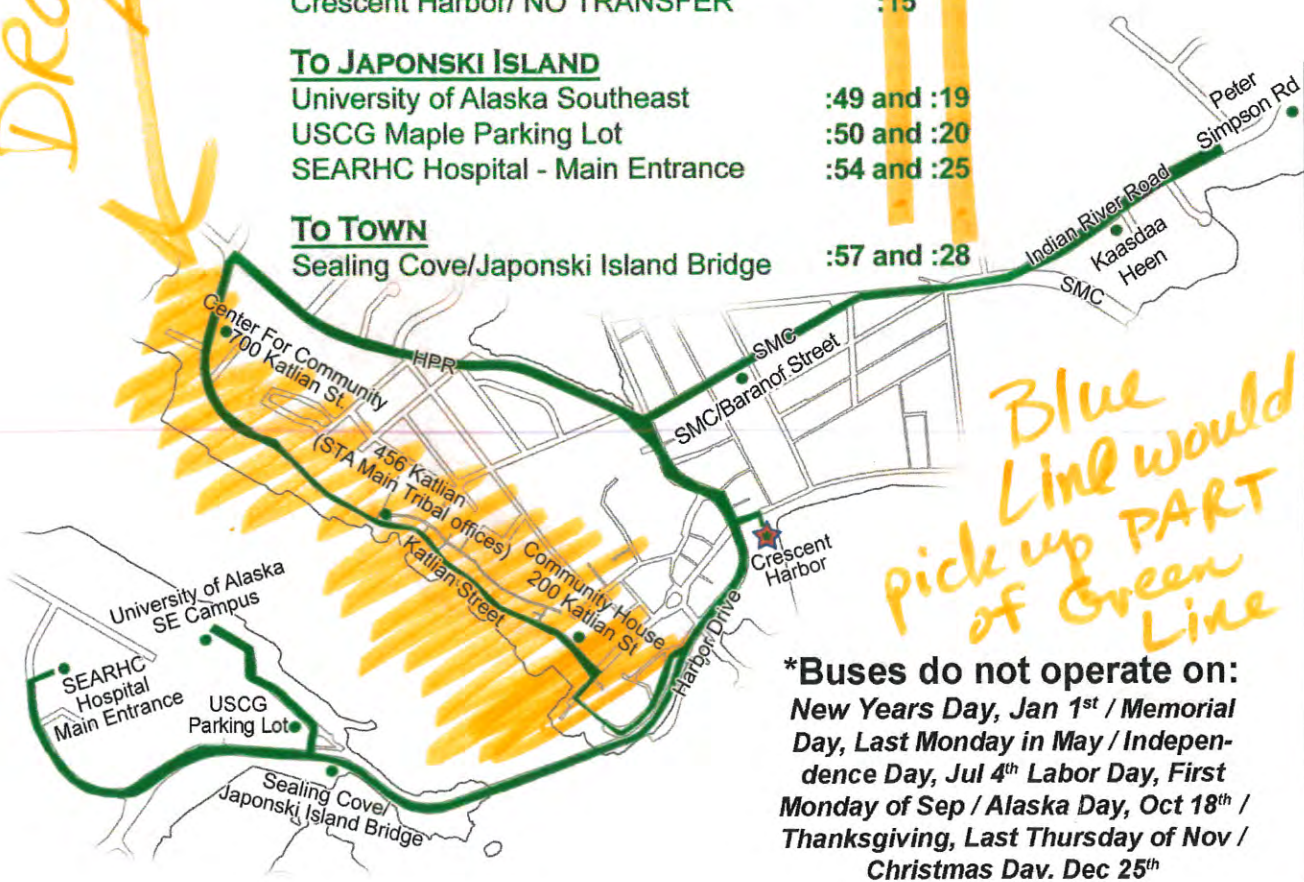 Crescent Harbor/ NO TRANSFER :15
TO JAPONSKI ISLAND
University of Alaska Southeast :49 and :19
USCG Maple Parking Lot :50 and :20
SEARHC Hospital - Main Entrance :54 and :25
TO TOWN
Sealing Cove/Japonski Island Bridge :57 and :28
Peter
Simpson Rd
Indian River Road
Kaasdaa
Heen
SMC
SMC
SMC/Baranof Street
HPR
Center For Community
700 Katlian St.
456 Katlian
(STA Main Tribal offices)
Katlian Street
Community House
200 Katlian St
Crescent
Harbor
Harbor Drive
University of Alaska
SE Campus
SEARHC
Hospital
Main Entrance
USCG
Parking Lot
Sealing Cove/
Japonski Island Bridge
Blue
Line would
pick up PART
of Green
Line
*Buses do not operate on:
New Years Day, Jan 1st / Memorial
Day, Last Monday in May / Indepen-
dence Day, Jul 4th Labor Day, First
Monday of Sep / Alaska Day, Oct 18th /
Thanksgiving, Last Thursday of Nov /
Christmas Day. Dec 25th